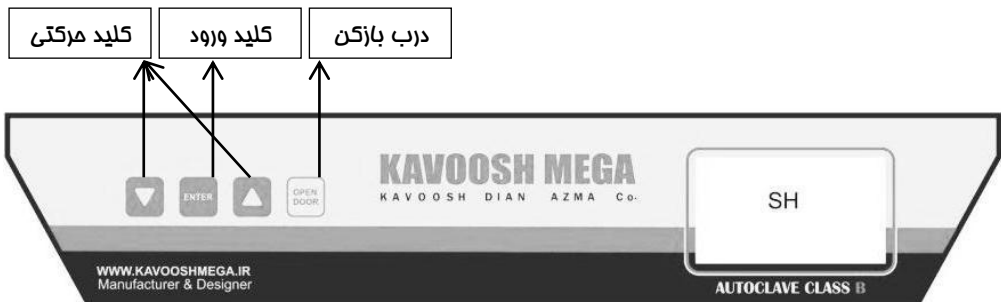 درب بازکن
کلید ورود
کلید حرکتی
ENTER
OPEN
DOOR
KAVOOSH MEGA
KAVOOSH DIAN AZMA Co.
SH
WWW.KAVOOSHMEGA.IR
Manufacturer & Designer
AUTOCLAVE CLASS B